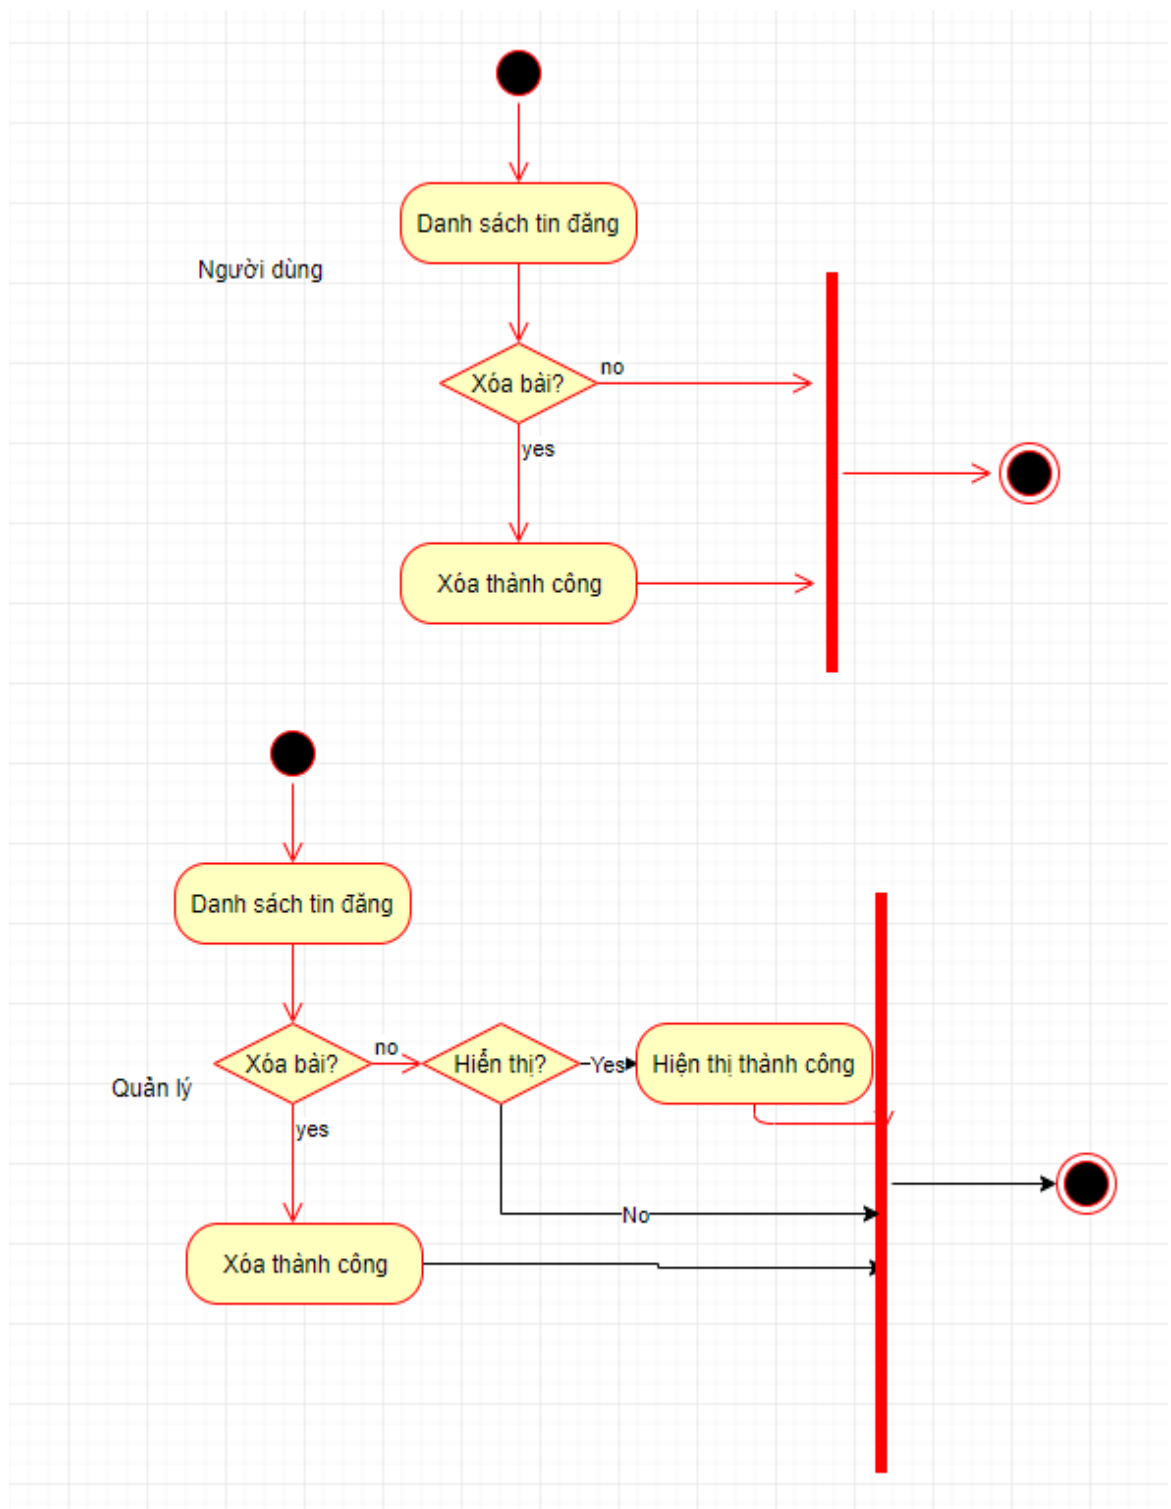 Danh sách tin đăng
Người dùng
Xóa bài?
no
yes
Xóa thành công
Danh sách tin đăng
Xóa bài?
no
Hiển thị?
Yes
Hiện thị thành công
Quản lý
yes
No
Xóa thành công